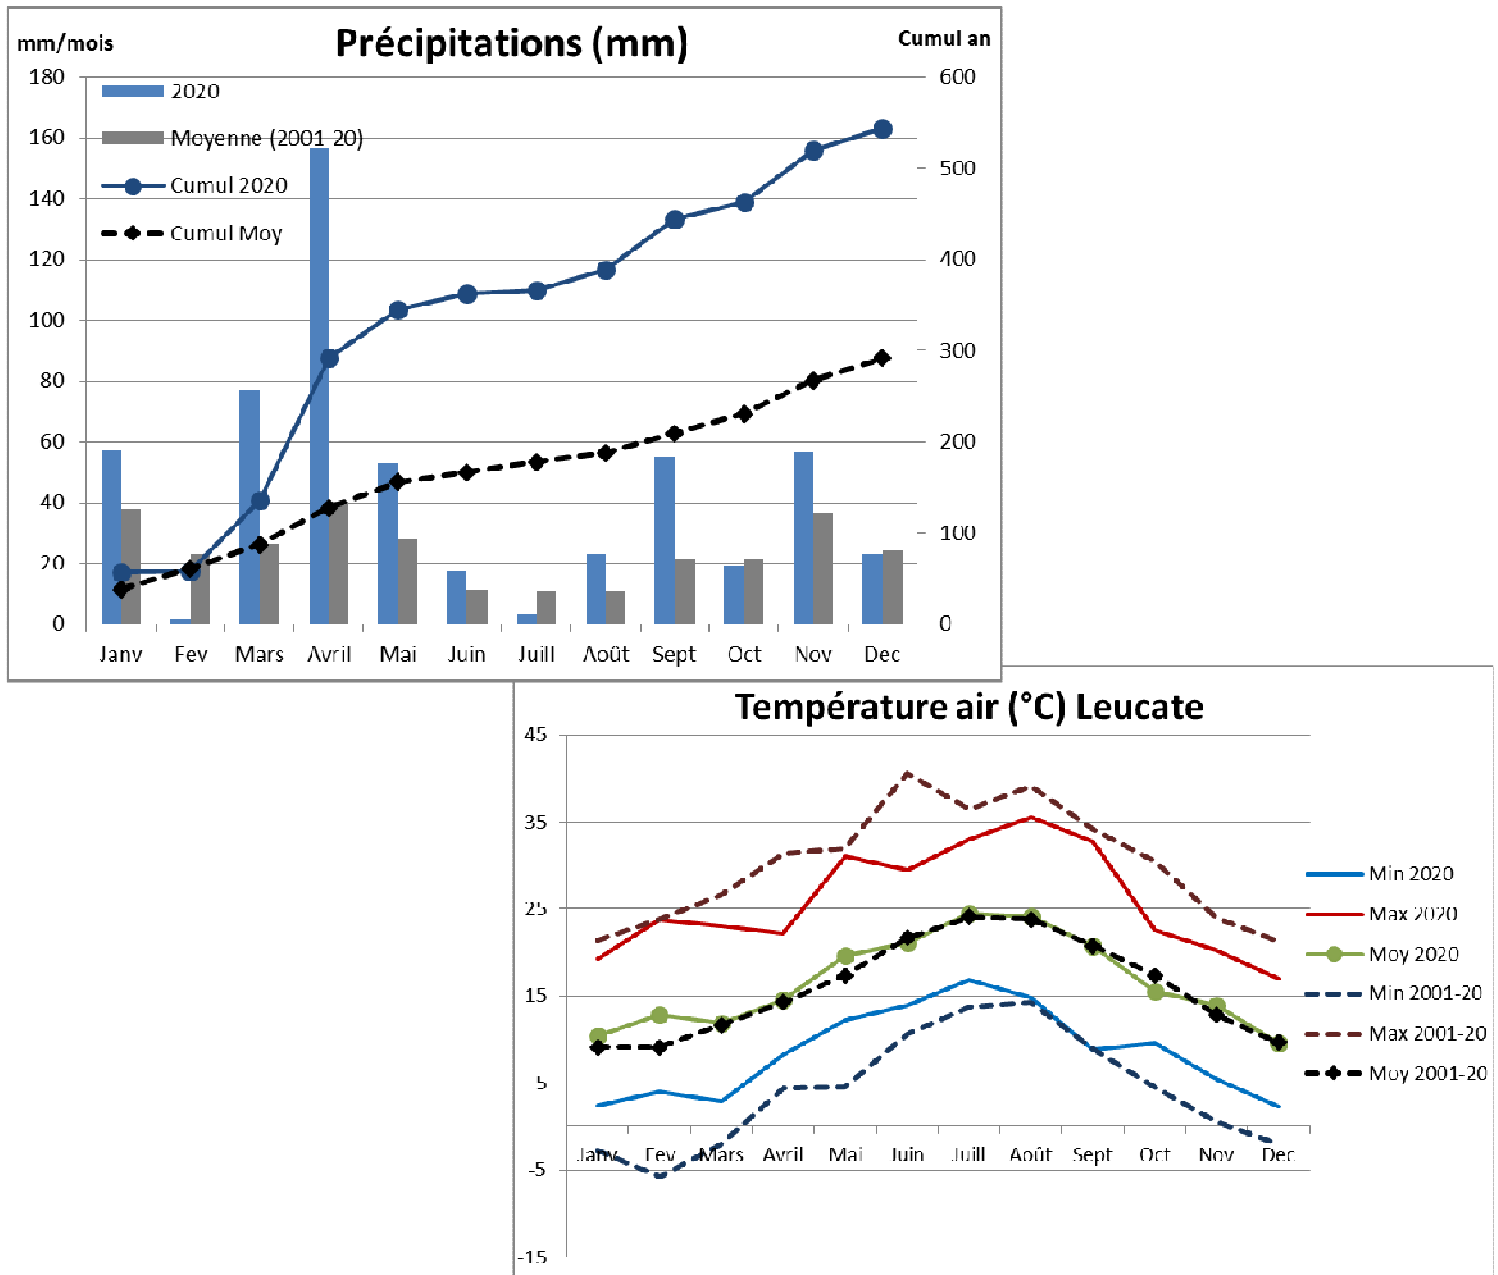 Précipitations (mm)
mm/mois
Cumul an
180
160
140
120
100
80
60
40
20
0
600
500
400
300
200
100
0
2020
Moyenne (2001 20)
Cumul 2020
Cumul Moy
Janv Fev Mars Avril Mai Juin Juill Août Sept Oct Nov Dec
Température air (°C) Leucate
45
35
25
15
5
-5
-15
Janv Fev Mars Avril Mai Juin Juill Août Sept Oct Nov Dec
Min 2020
Max 2020
Moy 2020
Min 2001-20
Max 2001-20
Moy 2001-20